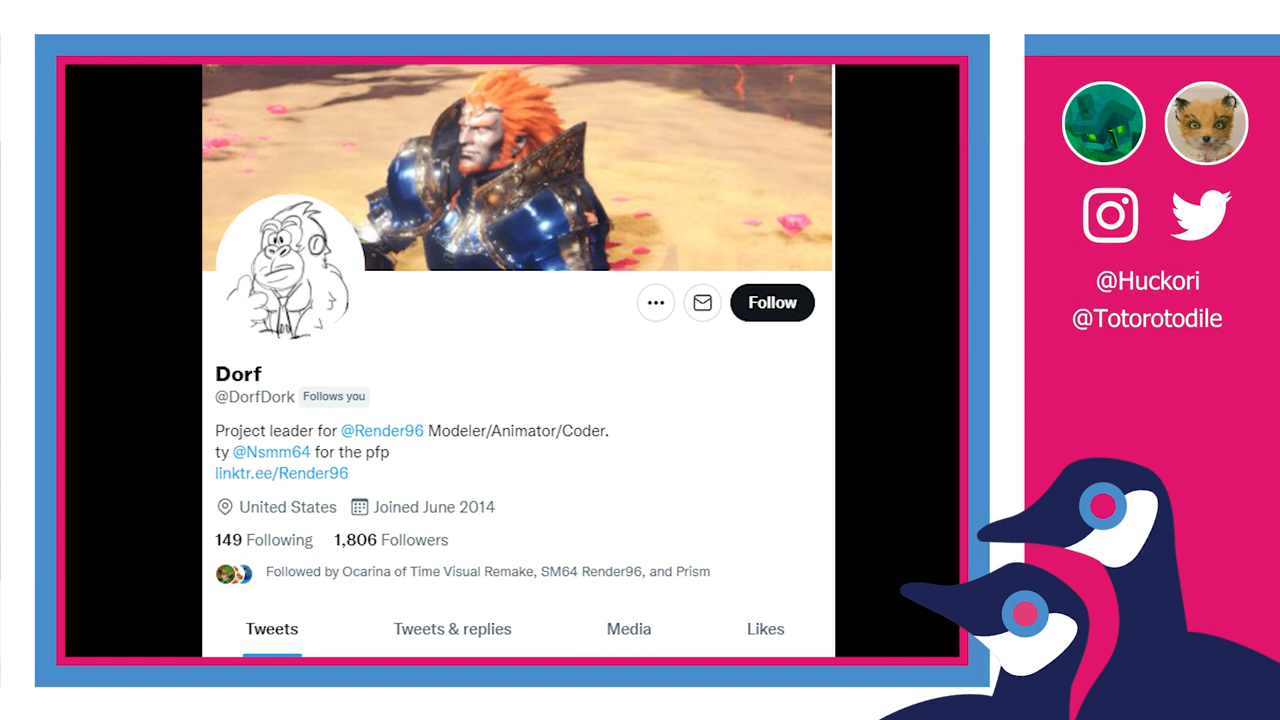 Follow
Dorf
@DorfDork Follows you
Project leader for @Render96 Modeler/Animator/Coder.
ty @Nsmm64 for the pfp
linktr.ee/Render96
United States Joined June 2014
149 Following 1,806 Followers
Followed by Ocarina of Time Visual Remake, SM64 Render96, and Prism
Tweets Tweets & replies Media Likes
@Huckori
@Totorotodile